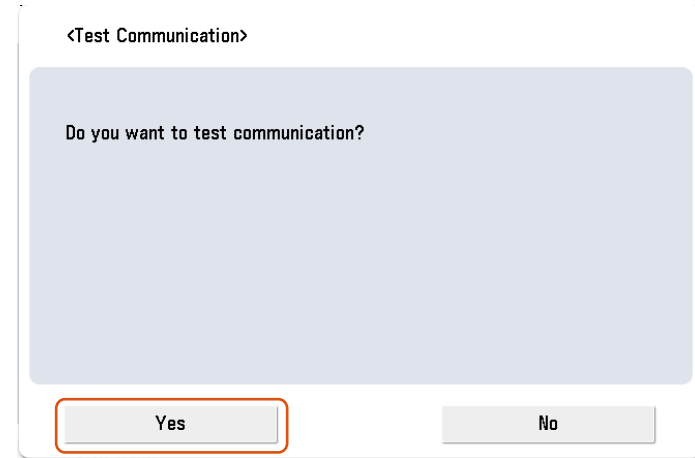 <Test Communication>
Do you want to test communication?
Yes
No